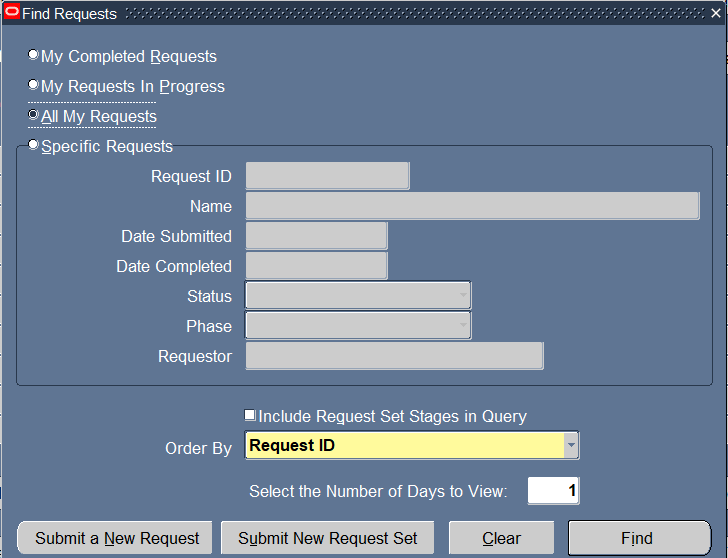 Find Requests
My Completed Requests
My Requests In Progress
All My Requests
Specific Requests
Request ID
Name
Date Submitted
Date Completed
Status
Phase
Requestor
Include Request Set Stages in Query
Order By Request ID
Select the Number of Days to View: 1
Submit a New Request Submit New Request Set Clear Find